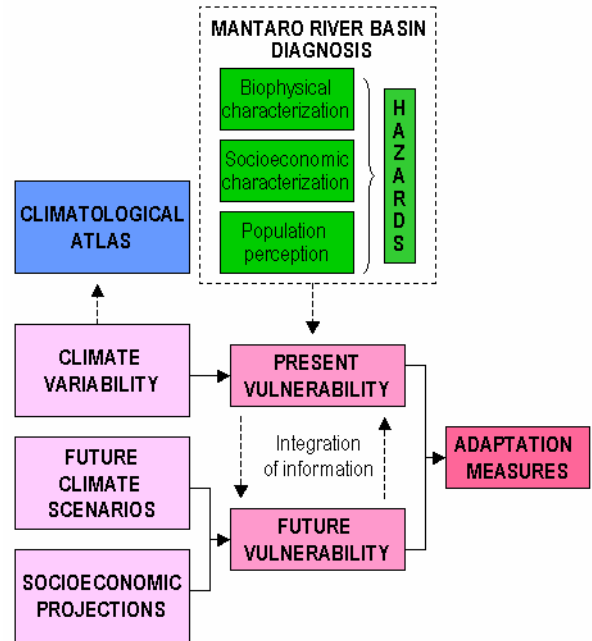 MANTARO RIVER BASIN
DIAGNOSIS
Biophysical
characterization
Socioeconomic
characterization
Population
perception
HAZARDS
CLIMATOLOGICAL
ATLAS
CLIMATE
VARIABILITY
PRESENT
VULNERABILITY
FUTURE
CLIMATE
SCENARIOS
Integration
of information
ADAPTATION
MEASURES
FUTURE
VULNERABILITY
SOCIOECONOMIC
PROJECTIONS